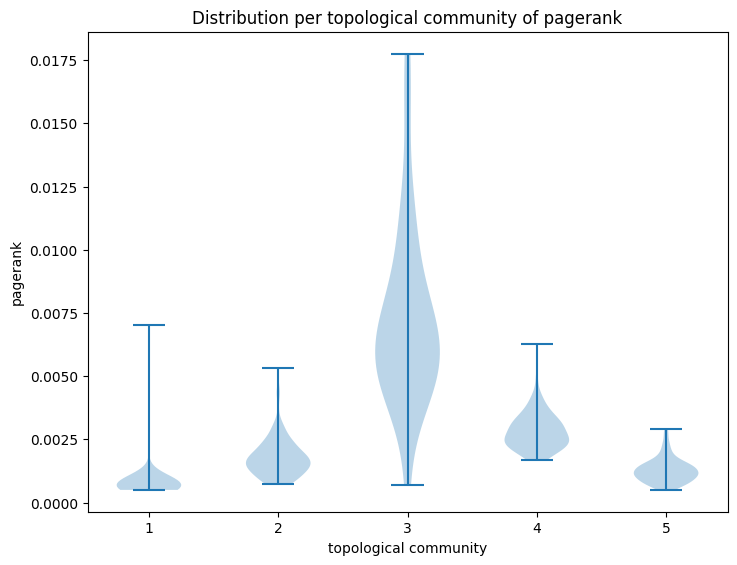 Distribution per topological community of pagerank
0.0175
0.0150
0.0125
0.0100
0.0075
0.0050
0.0025
0.0000
pagerank
1 2 3 4 5
topological community